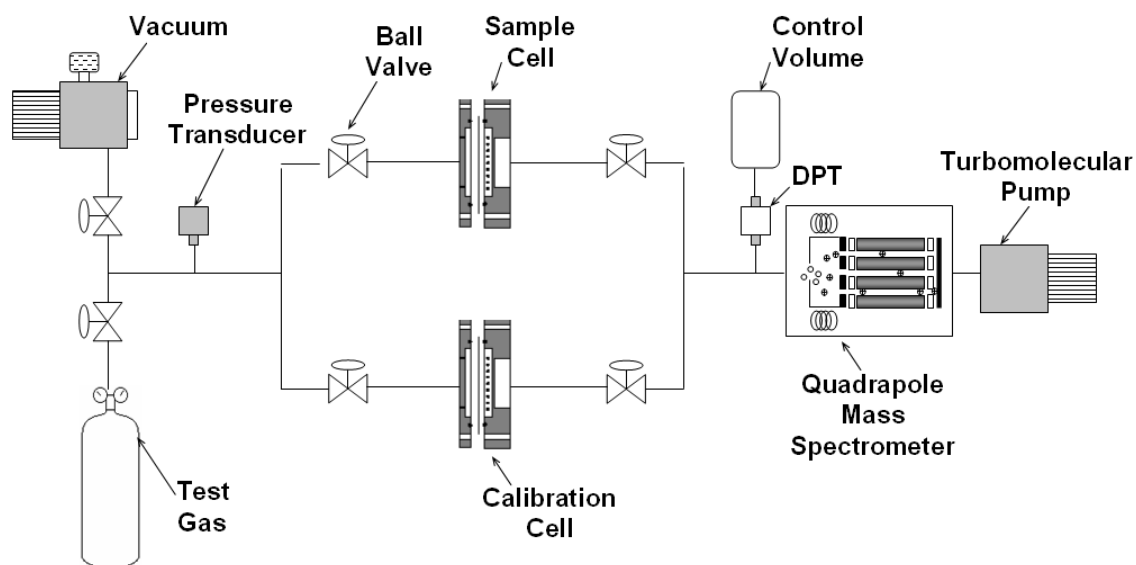 Vacuum
Pressure
Transducer
Ball
Valve
Sample
Cell
Control
Volume
DPT
Turbomolecular
Pump
Quadrapole
Mass
Spectrometer
Calibration
Cell
Test
Gas